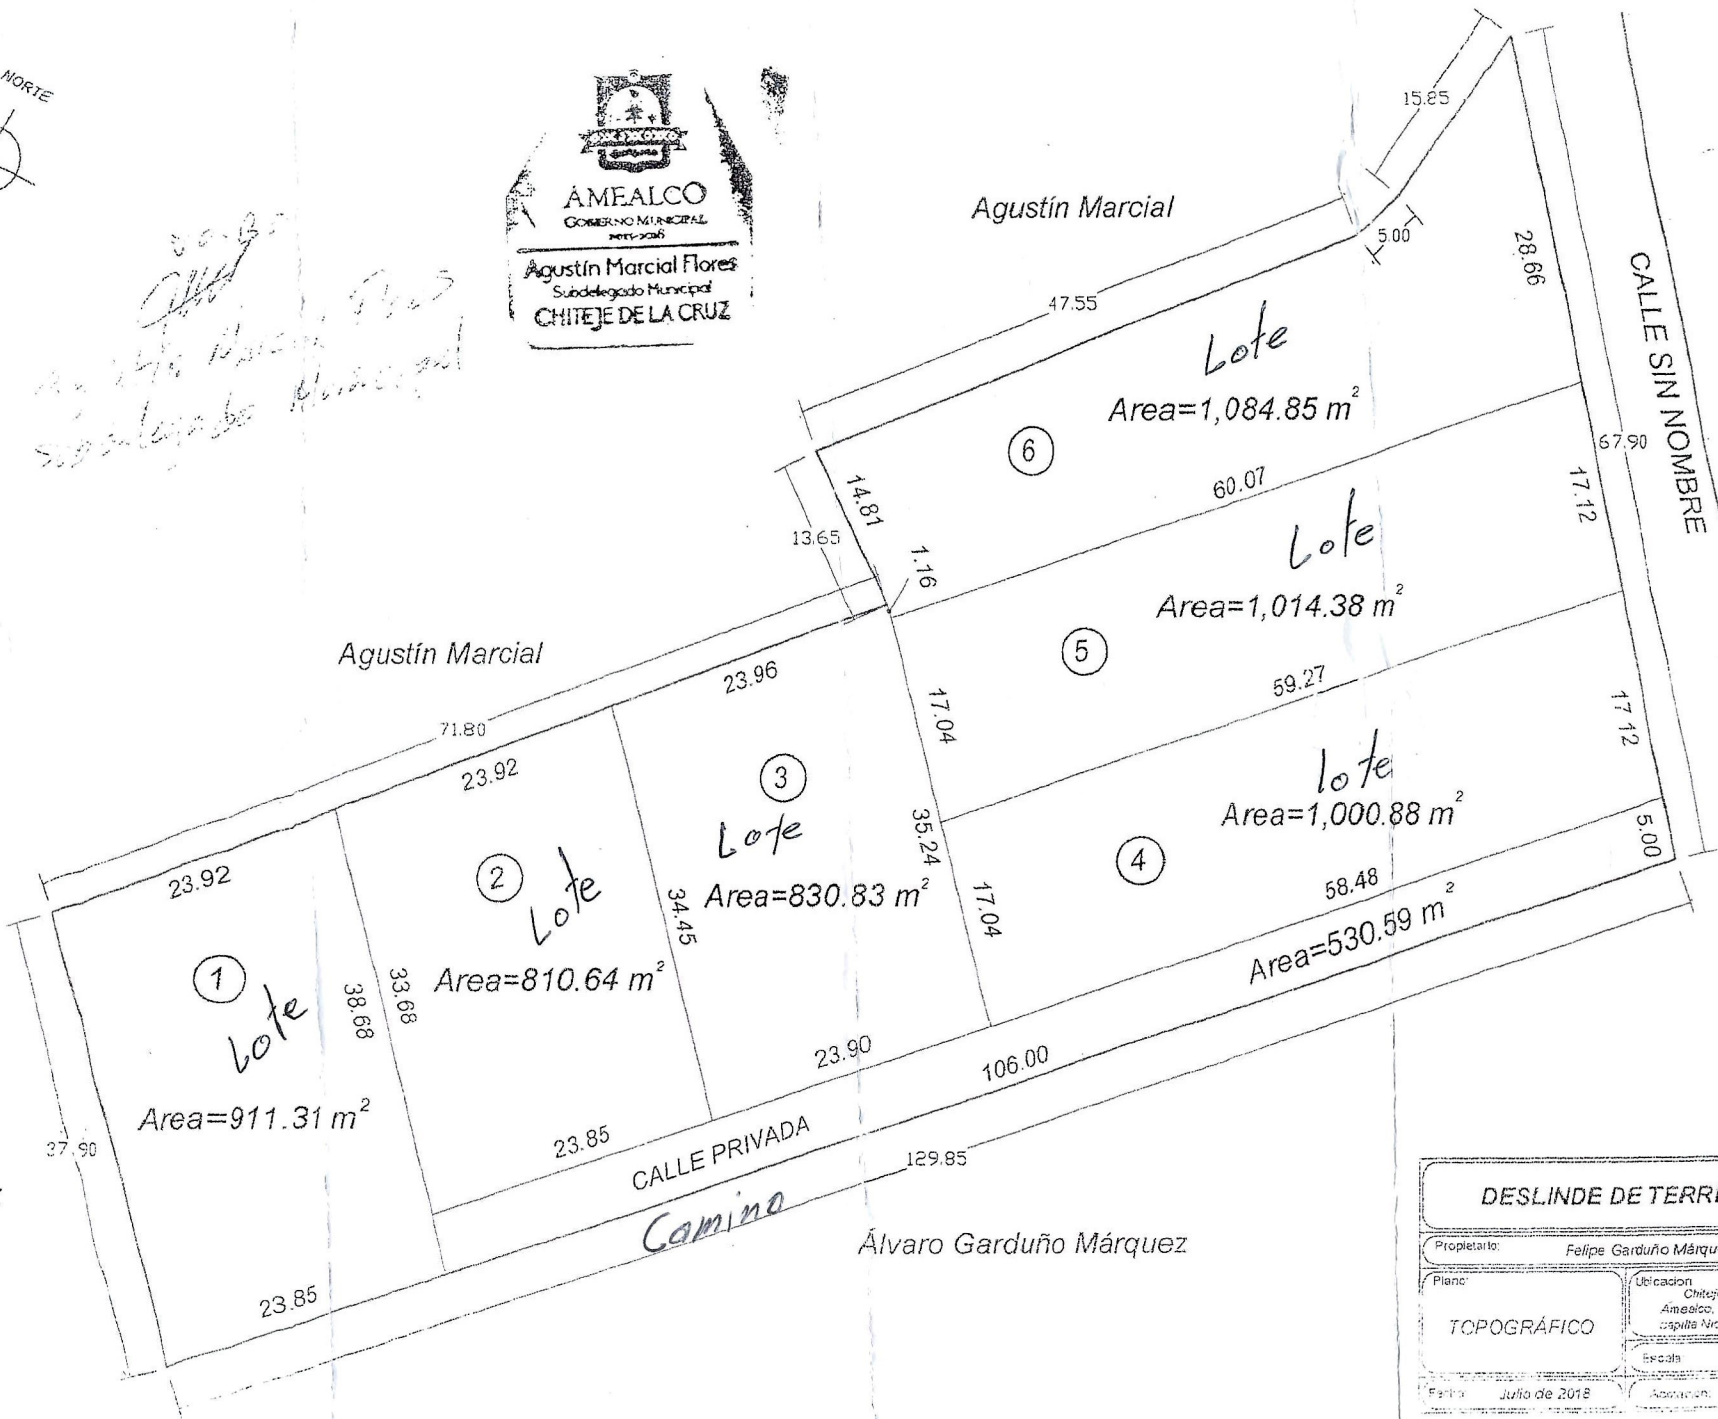 NORTE
AMEALCO
GOBIERNO MUNICIPAL
Agustín Marcial Flores
Subdelegado Municipal
CHITEJE DE LA CRUZ
Subdelegado Municipal
15.85
Agustín Marcial
5.00
47.55
28.66
CALLE SIN NOMBRE
67.90
Lote
Area=1,084.85 m²
6
14.81
13.65
1.16
60.07
17.12
Lote
Area=1,014.38 m²
5
Agustín Marcial
23.96
71.80
23.92
17.04
59.27
17.12
3
Lote
Area=830.83 m²
35.24
lote
Area=1,000.88 m²
4
5.00
23.92
2
Lote
Area=810.64 m²
34.45
17.04
58.48
Area=530.59 m²
1
Lote
Area=911.31 m²
38.68
33.68
37.90
23.90
106.00
23.85
CALLE PRIVADA
129.85
Camino
Álvaro Garduño Márquez
23.85
DESLINDE DE TERRE
Propietario:
Felipe Garduño Márqu
Plano:
TOPOGRÁFICO
Ubicacion
Chitej
Amealco,
capilla
Escala:
Fecha:
Julio de 2018